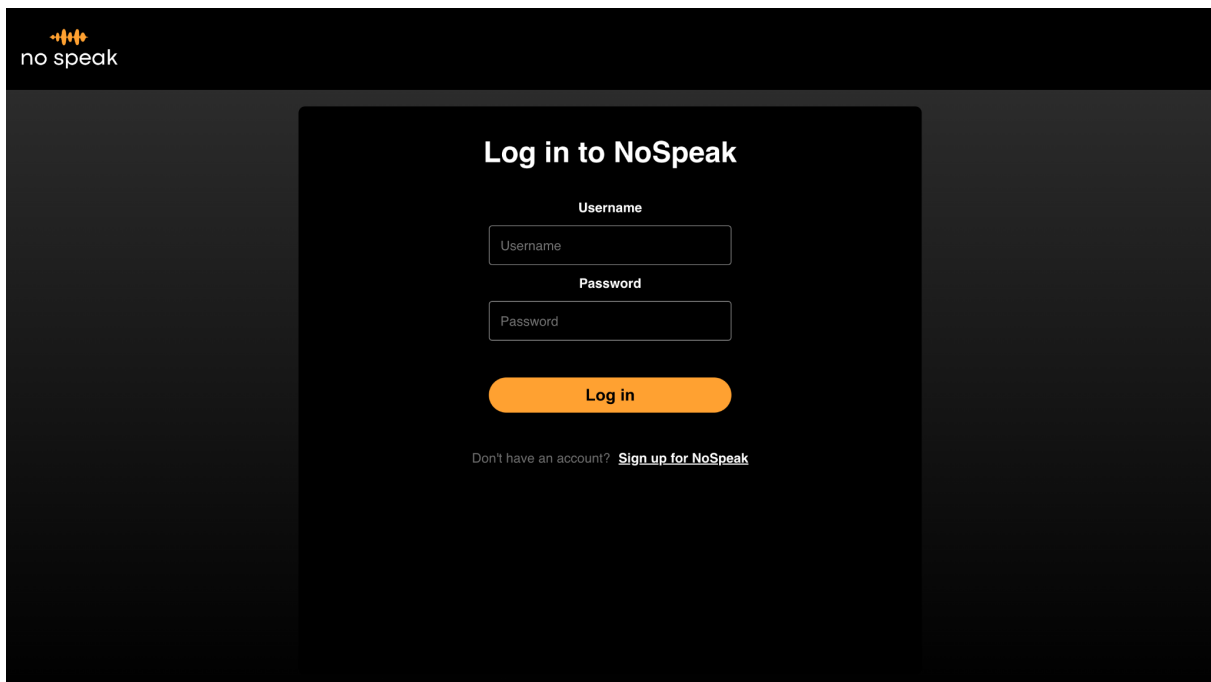 no speak
Log in to NoSpeak
Username
Username
Password
Password
Log in
Don't have an account? Sign up for NoSpeak